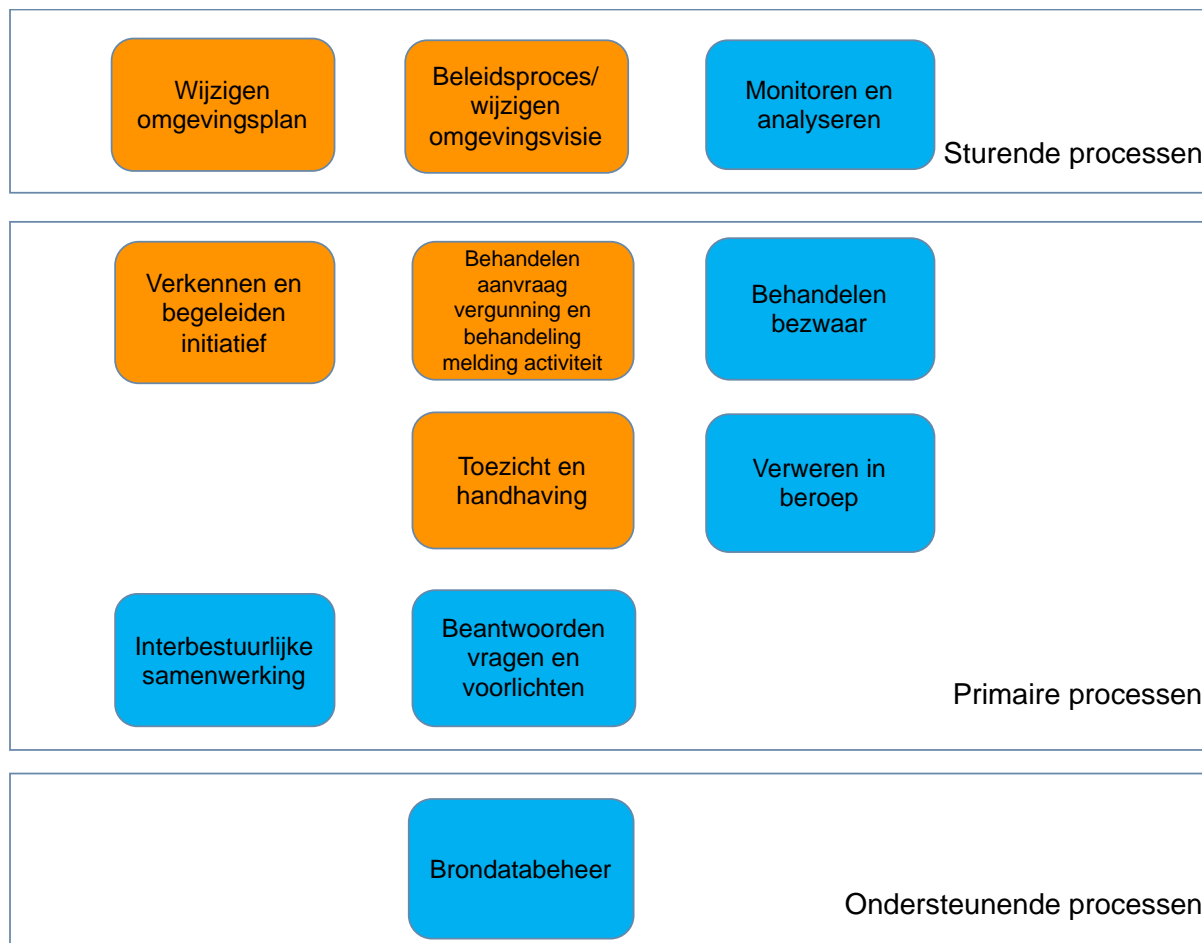 Wijzigen
omgevingsplan
Beleidsproces/
wijzigen
omgevingsvisie
Monitoren en
analyseren
Sturende processen
Verkennen en
begeleiden
initiatief
Behandelen
aanvraag
vergunning en
behandeling
melding activiteit
Behandelen
bezwaar
Toezicht en
handhaving
Verweren in
beroep
Interbestuurlijke
samenwerking
Beantwoorden
vragen en
voorlichten
Primaire processen
Brondatabeheer
Ondersteunende processen